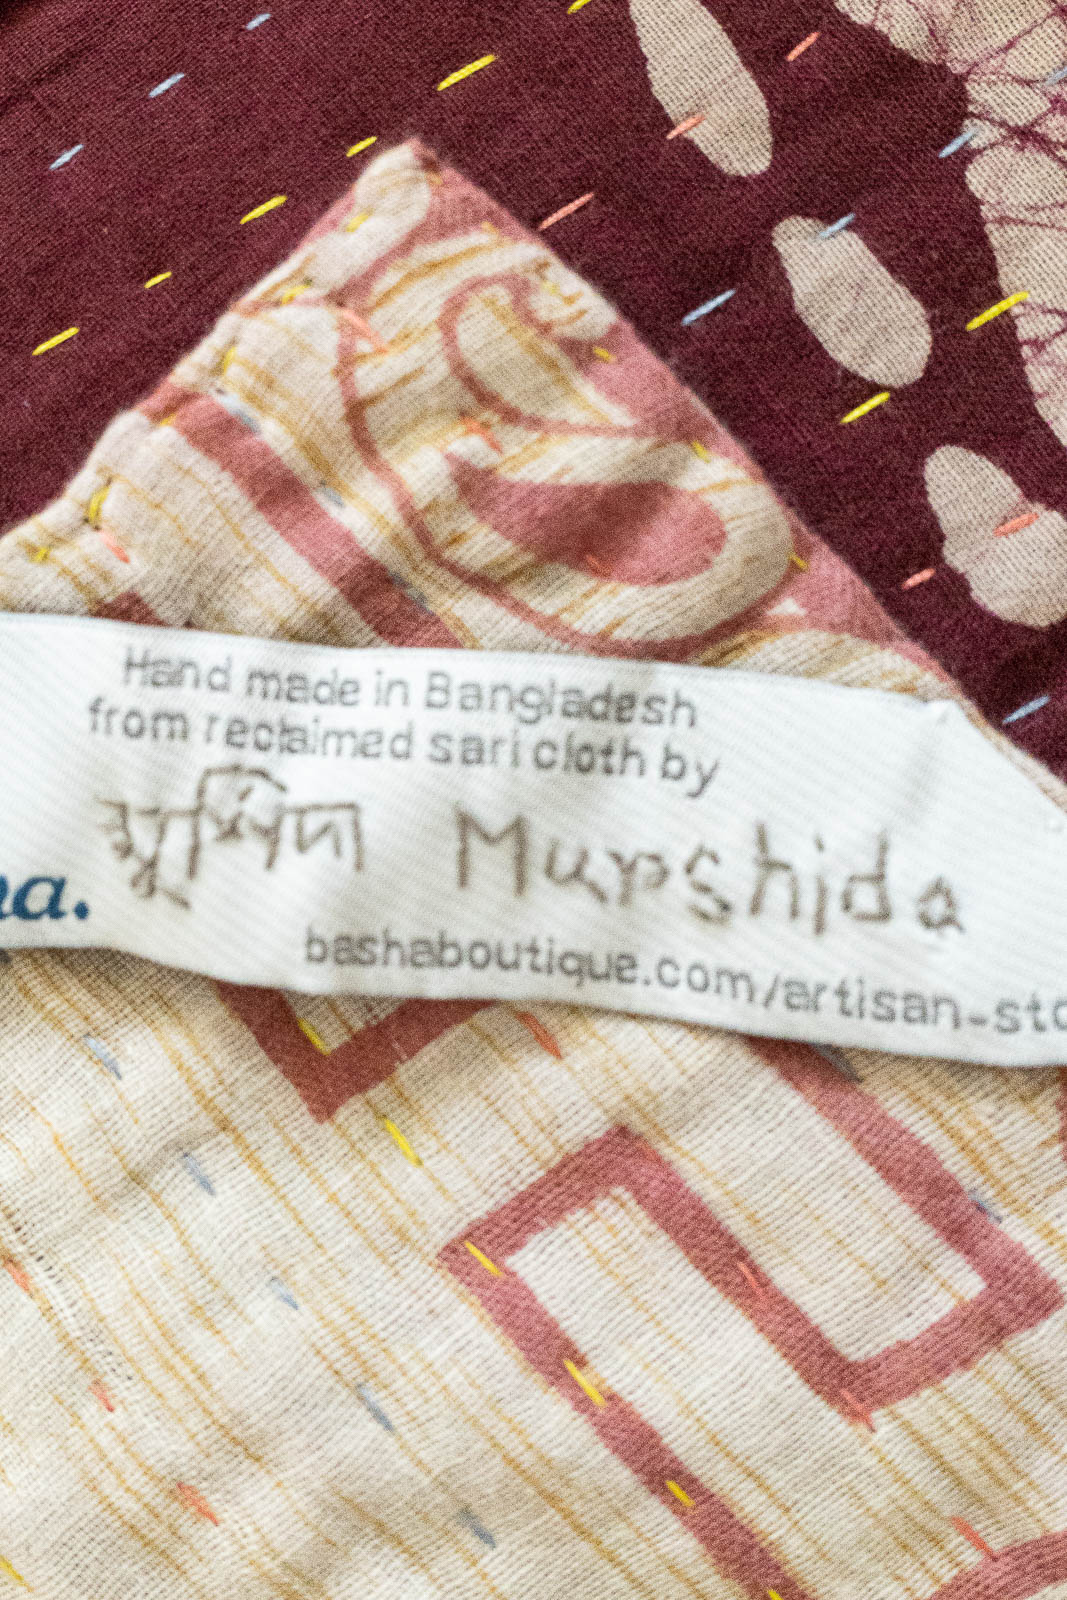 Hand made in Bangladesh
from reclaimed sari cloth by
মুর্শিদা Murshida
bashaboutique.com/artisan-sto
a.